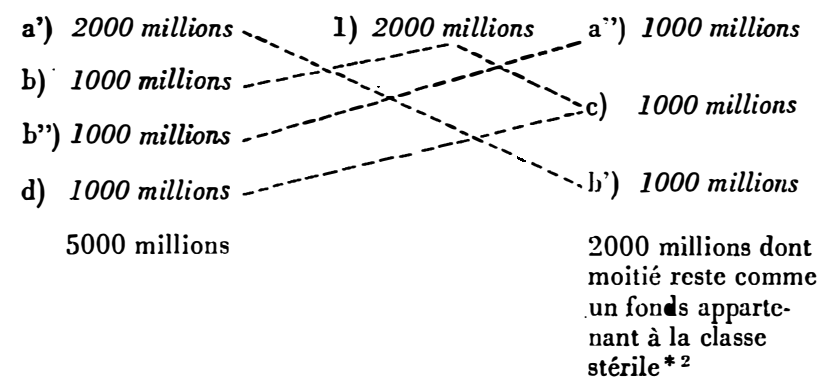 a’) 2000 millions 1) 2000 millions a’’) 1000 millions
b) 1000 millions
c) 1000 millions
b’’) 1000 millions
d) 1000 millions b’) 1000 millions
5000 millions
2000 millions dont
moitié reste comme
un fonds apparte-
nant à la classe
stérile * 2